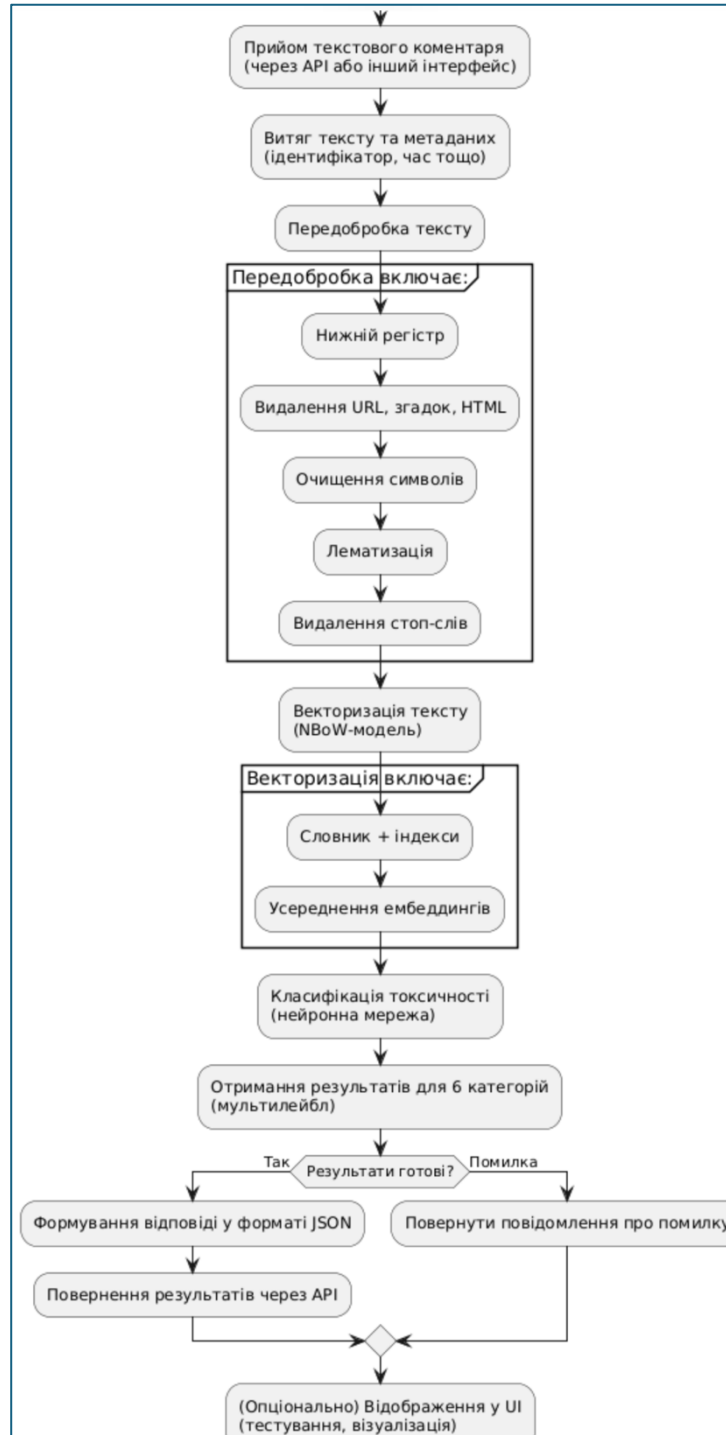 Прийом текстового коментаря
(через API або інший інтерфейс)
Витяг тексту та метаданих
(ідентифікатор, час тощо)
Передобробка тексту
Передобробка включає:
Нижній регістр
Видалення URL, згадок, HTML
Очищення символів
Лематизація
Видалення стоп-слів
Векторизація тексту
(NBoW-модель)
Векторизація включає:
Словник + індекси
Усереднення ембеддингів
Класифікація токсичності
(нейронна мережа)
Отримання результатів для 6 категорій
(мультилейбл)
Результати готові?
Так
Помилка
Формування відповіді у форматі JSON
Повернути повідомлення про помилку
Повернення результатів через API
(Опціонально) Відображення у UI
(тестування, візуалізація)